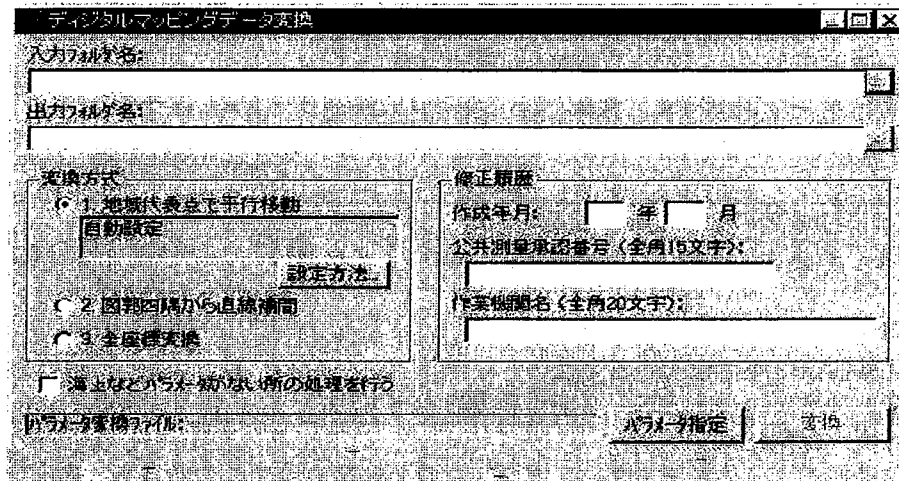 ディジタルマッピングデータ変換
入力フォルダ名:
出力フォルダ名:
変換方式
1. 地域代表点で平行移動
自動設定
設定方法..
2. 図郭四隅から直線補間
3. 全座標変換
修正履歴
作成年月: 年 月
公共測量承認番号 (全角15文字):
作業機関名 (全角20文字):
海上などパラメータがない所の処理を行う
パラメータ変換ファイル:
パラメータ指定
変換